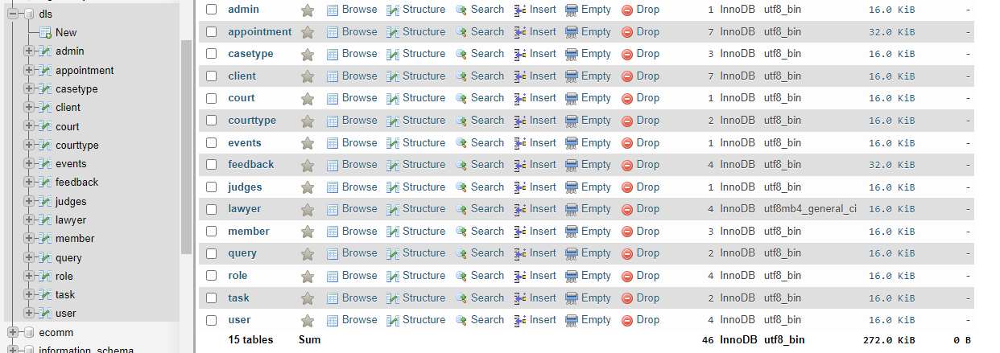 dls
New
admin
appointment
casetype
client
court
courttype
events
feedback
judges
lawyer
member
query
role
task
user
ecomm
information_schema
admin Browse Structure Search Insert Empty Drop 1 InnoDB utf8_bin 16.0 KiB -
appointment Browse Structure Search Insert Empty Drop 7 InnoDB utf8_bin 32.0 KiB -
casetype Browse Structure Search Insert Empty Drop 3 InnoDB utf8_bin 16.0 KiB -
client Browse Structure Search Insert Empty Drop 7 InnoDB utf8_bin 16.0 KiB -
court Browse Structure Search Insert Empty Drop 1 InnoDB utf8_bin 16.0 KiB -
courttype Browse Structure Search Insert Empty Drop 2 InnoDB utf8_bin 16.0 KiB -
events Browse Structure Search Insert Empty Drop 1 InnoDB utf8_bin 16.0 KiB -
feedback Browse Structure Search Insert Empty Drop 4 InnoDB utf8_bin 32.0 KiB -
judges Browse Structure Search Insert Empty Drop 1 InnoDB utf8_bin 16.0 KiB -
lawyer Browse Structure Search Insert Empty Drop 4 InnoDB utf8mb4_general_ci 16.0 KiB -
member Browse Structure Search Insert Empty Drop 3 InnoDB utf8_bin 16.0 KiB -
query Browse Structure Search Insert Empty Drop 2 InnoDB utf8_bin 16.0 KiB -
role Browse Structure Search Insert Empty Drop 4 InnoDB utf8_bin 16.0 KiB -
task Browse Structure Search Insert Empty Drop 2 InnoDB utf8_bin 16.0 KiB -
user Browse Structure Search Insert Empty Drop 4 InnoDB utf8_bin 16.0 KiB -
15 tables Sum 46 InnoDB utf8_bin 272.0 KiB 0 B